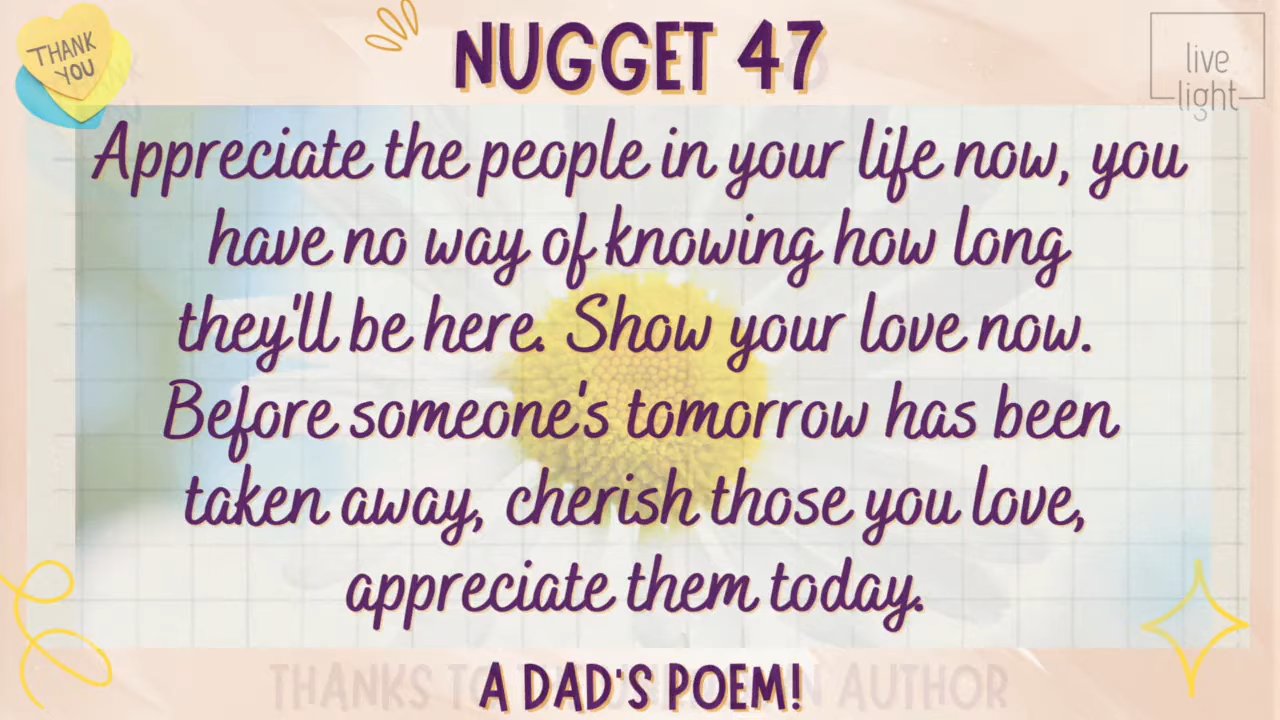 THANK
YOU
NUGGET 47
live
light
Appreciate the people in your life now, you
have no way of knowing how long
they'll be here. Show your love now.
Before someone's tomorrow has been
taken away, cherish those you love,
appreciate them today.
A DAD'S POEM!